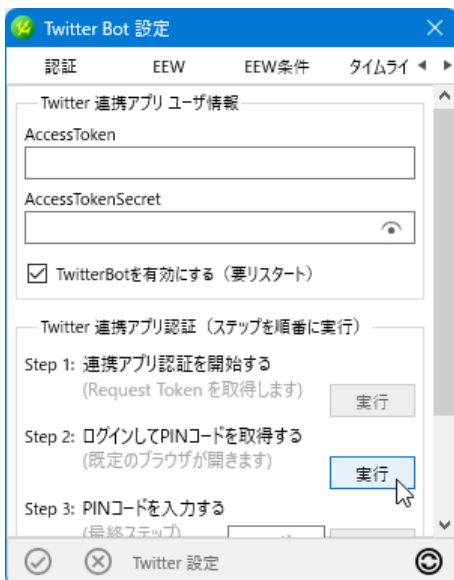 Twitter Bot 設定
認証 EEW EEW条件 タイムライ
Twitter 連携アプリ ユーザ情報
AccessToken
AccessTokenSecret
TwitterBotを有効にする（要リスタート）
Twitter 連携アプリ認証（ステップを順番に実行）
Step 1: 連携アプリ認証を開始する
(Request Token を取得します)
実行
Step 2: ログインしてPINコードを取得する
(既定のブラウザが開きます)
実行
Step 3: PINコードを入力する
(最終ステップ)
Twitter 設定